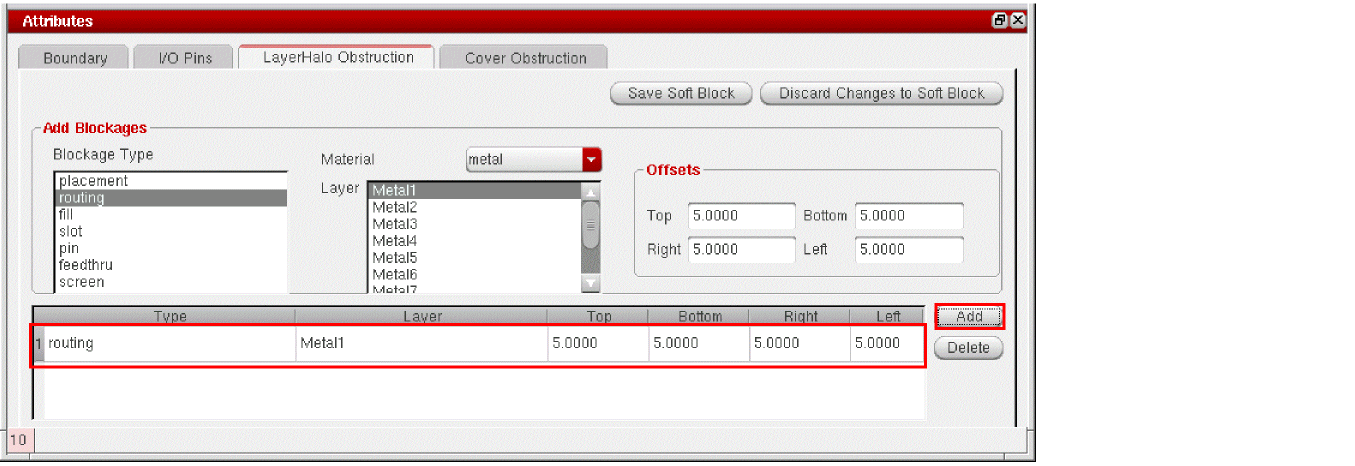 Attributes
Boundary I/O Pins LayerHalo Obstruction Cover Obstruction
Save Soft Block Discard Changes to Soft Block
Add Blockages
Blockage Type
placement
routing
fill
slot
pin
feedthru
screen
Material metal
Layer
Metal1
Metal2
Metal3
Metal4
Metal5
Metal6
Metal7
Offsets
Top 5.0000 Bottom 5.0000
Right 5.0000 Left 5.0000
Type Layer Top Bottom Right Left
1 routing Metal1 5.0000 5.0000 5.0000 5.0000
Add
Delete
10